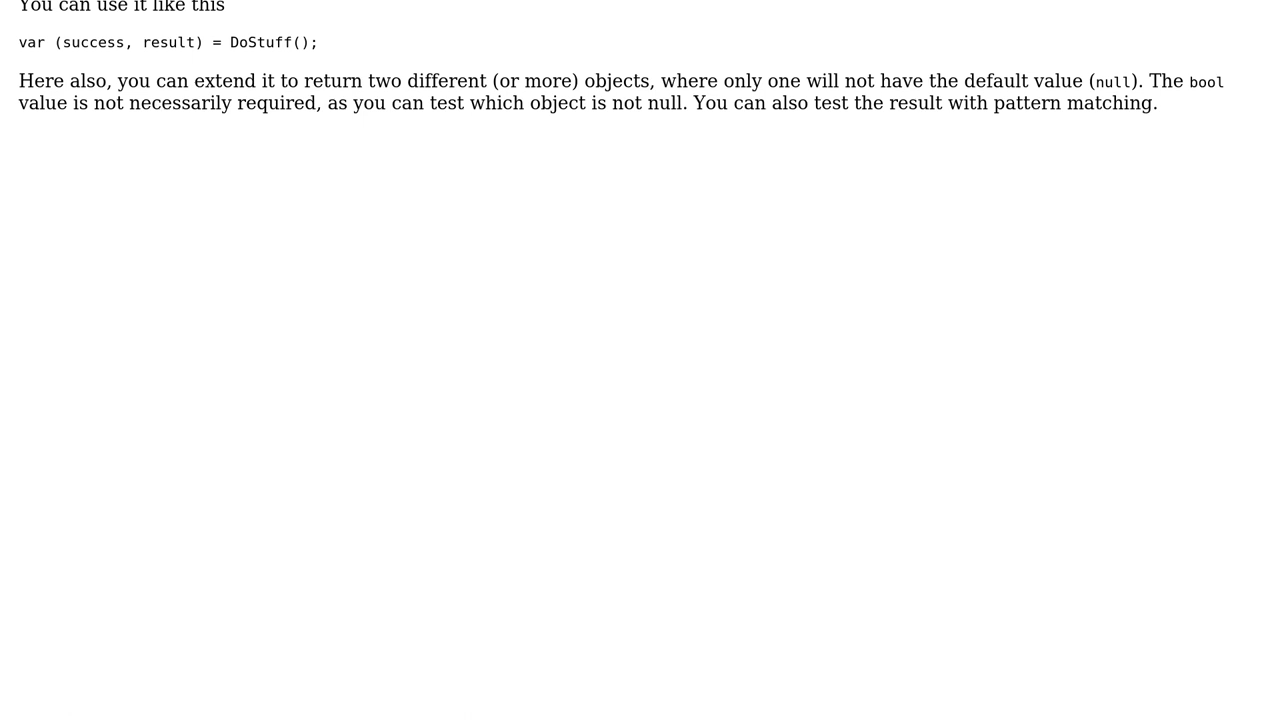 You can use it like this
var (success, result) = DoStuff();
Here also, you can extend it to return two different (or more) objects, where only one will not have the default value (null). The bool
value is not necessarily required, as you can test which object is not null. You can also test the result with pattern matching.